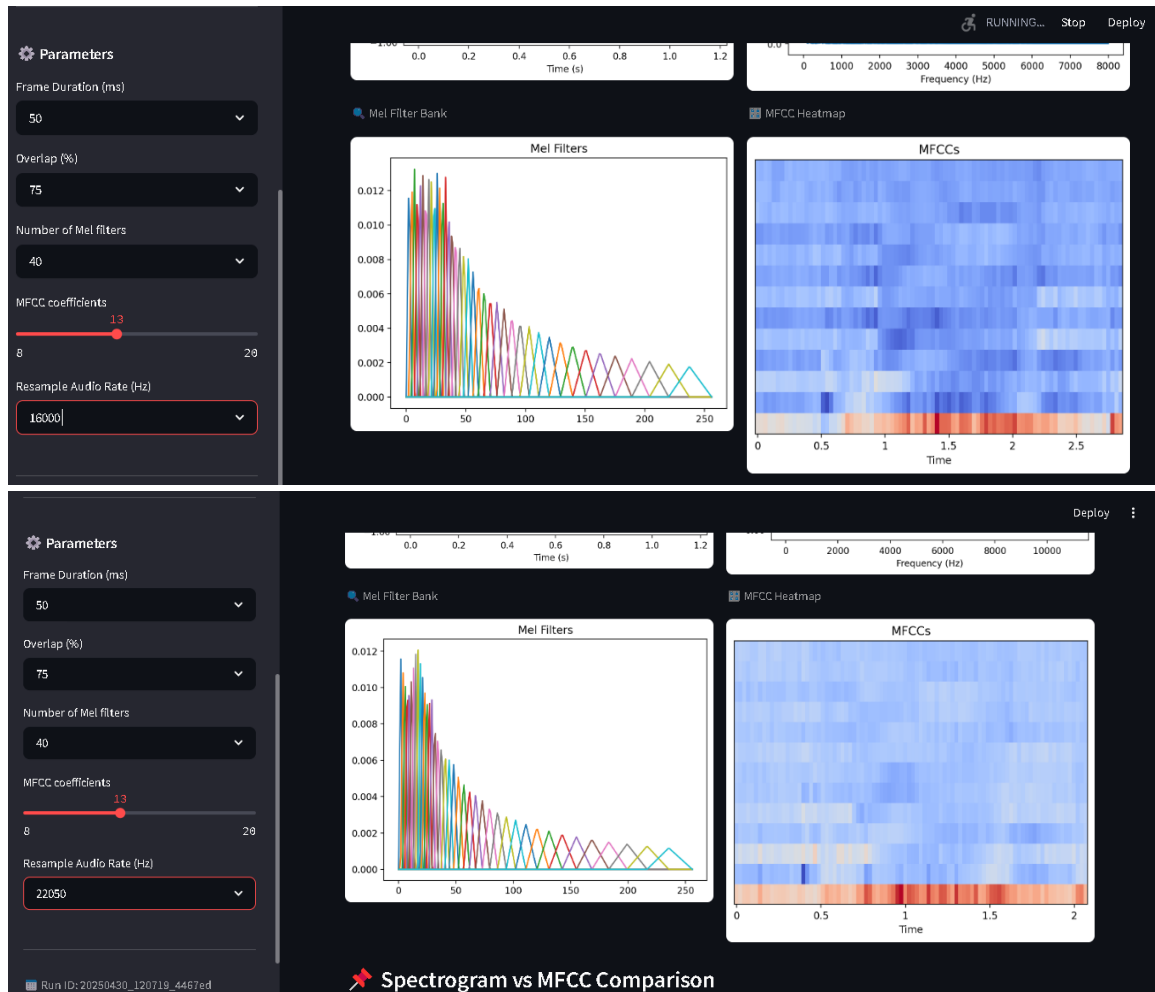 RUNNING... Stop Deploy
Parameters
Frame Duration (ms)
50
Overlap (%)
75
Number of Mel filters
40
MFCC coefficients
13
8 20
Resample Audio Rate (Hz)
16000
0.0 0.2 0.4 0.6 0.8 1.0 1.2
Time (s)
0 1000 2000 3000 4000 5000 6000 7000 8000
Frequency (Hz)
Mel Filter Bank
Mel Filters
0.012
0.010
0.008
0.006
0.004
0.002
0.000
0 50 100 150 200 250
MFCC Heatmap
MFCCs
0 0.5 1 1.5 2 2.5
Time
Deploy
Parameters
Frame Duration (ms)
50
Overlap (%)
75
Number of Mel filters
40
MFCC coefficients
13
8 20
Resample Audio Rate (Hz)
22050
Run ID: 20250430_120719_4467ed
0.0 0.2 0.4 0.6 0.8 1.0 1.2
Time (s)
0 2000 4000 6000 8000 10000
Frequency (Hz)
Mel Filter Bank
Mel Filters
0.012
0.010
0.008
0.006
0.004
0.002
0.000
0 50 100 150 200 250
MFCC Heatmap
MFCCs
0 0.5 1 1.5 2
Time
Spectrogram vs MFCC Comparison